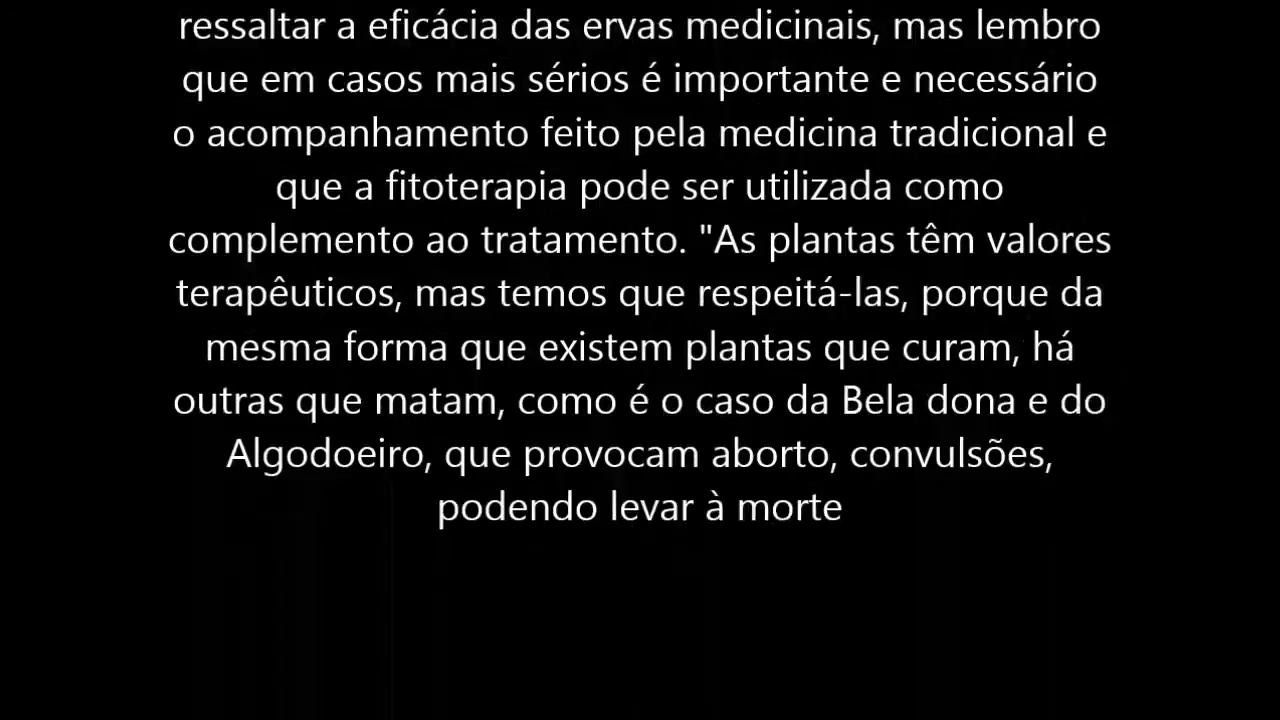 ressaltar a eficácia das ervas medicinais, mas lembro
que em casos mais sérios é importante e necessário
o acompanhamento feito pela medicina tradicional e
que a fitoterapia pode ser utilizada como
complemento ao tratamento. "As plantas têm valores
terapêuticos, mas temos que respeitá-las, porque da
mesma forma que existem plantas que curam, há
outras que matam, como é o caso da Bela dona e do
Algodoeiro, que provocam aborto, convulsões,
podendo levar à morte